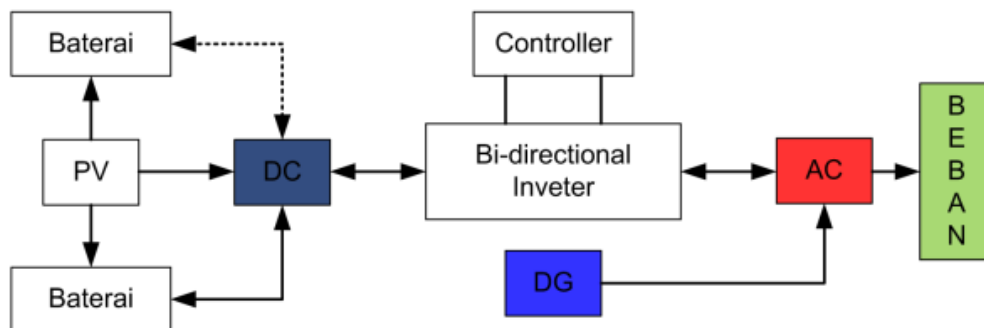 Baterai
Controller
PV
DC
Bi-directional
Inveter
AC
B
E
B
A
N
DG
Baterai